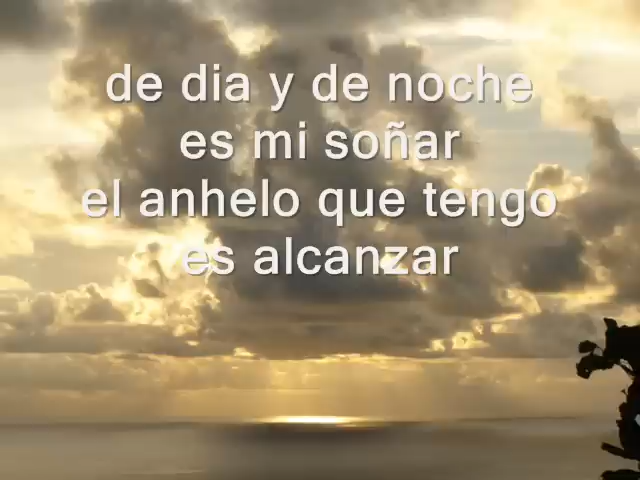 de dia y de noche
es mi soñar
el anhelo que tengo
es alcanzar